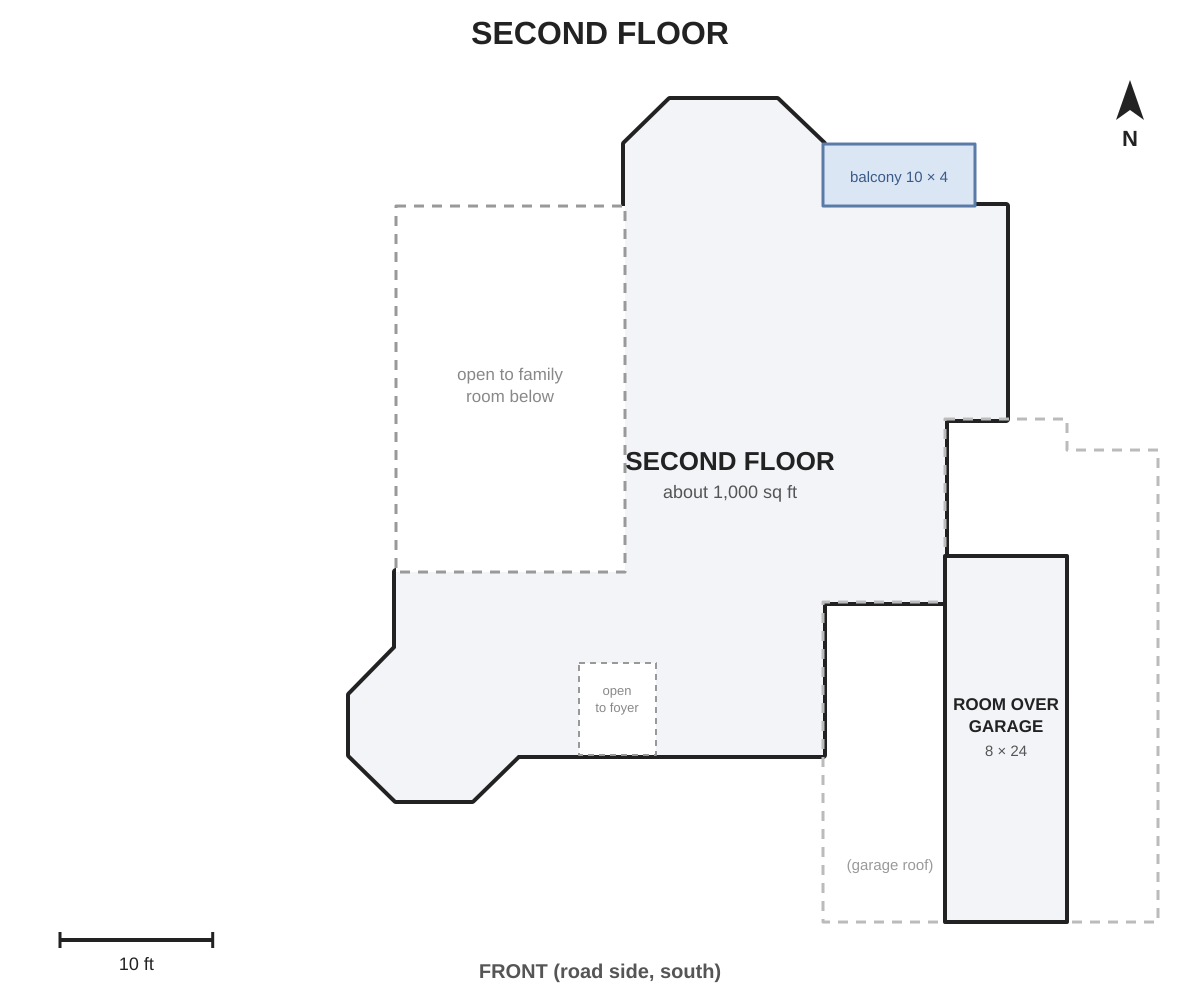 SECOND FLOOR
N
balcony 10 × 4
open to family
room below
SECOND FLOOR
about 1,000 sq ft
open
to foyer
ROOM OVER
GARAGE
8 × 24
(garage roof)
10 ft
FRONT (road side, south)